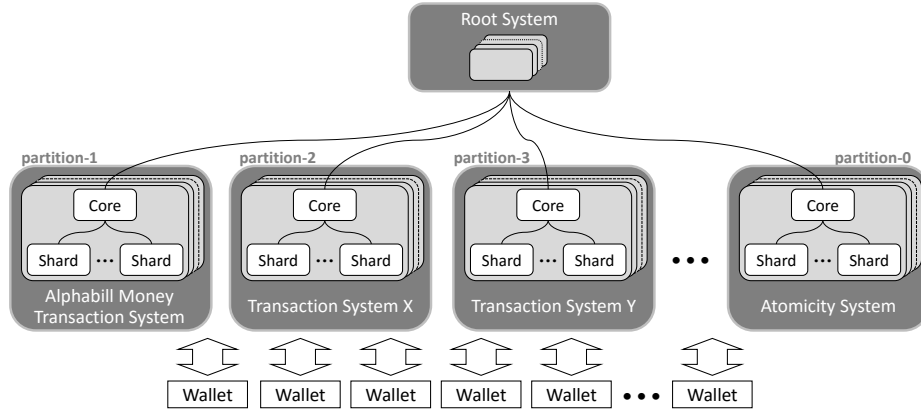 Root System
partition-1
partition-2
partition-3
partition-0
Core
Core
Core
Core
Shard ... Shard
Shard ... Shard
Shard ... Shard
Shard ... Shard
Alphabill Money
Transaction System
Transaction System X
Transaction System Y
...
Atomicity System
Wallet
Wallet
Wallet
Wallet
Wallet
...
Wallet